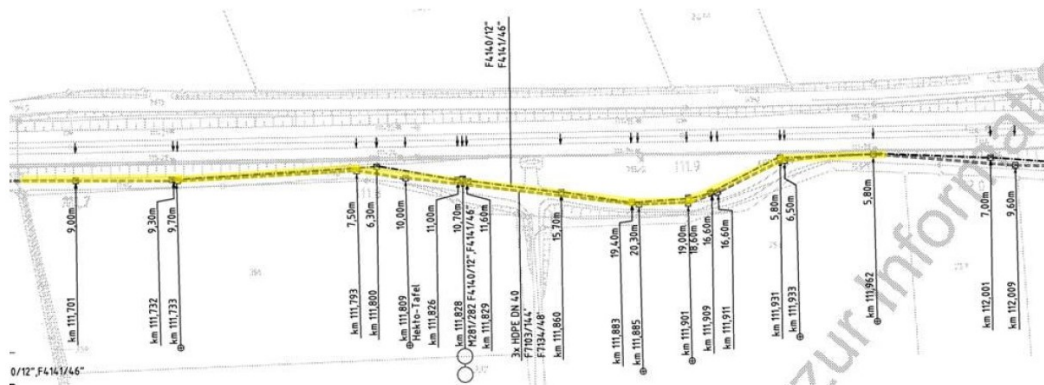 F4140/12"
F4141/46"
111.9
9,00m
9,30m
9,70m
7,50m
6,30m
10,00m
11,00m
10,70m
11,60m
15,70m
19,40m
20,30m
19,00m
18,60m
16,60m
16,60m
5,80m
6,50m
5,80m
7,00m
9,60m
km 111,701
km 111,732
km 111,733
km 111,793
km 111,800
km 111,809
Hekto-Tafel
km 111,826
km 111,828
M281/282 F4140/12",F4141/46"
km 111,829
3x HDPE DN 40
F7103/144'
F7134/48'
km 111,860
km 111,883
km 111,885
km 111,901
km 111,909
km 111,911
km 111,931
km 111,933
km 111,962
km 112,001
km 112,009
0/12",F4141/46"
zur Informatio